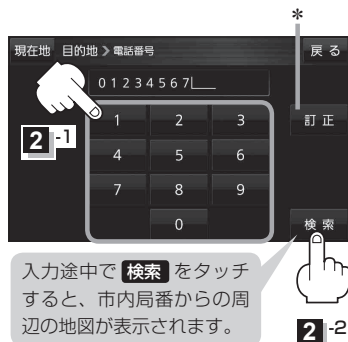 *
現在地 目的地 > 電話番号 戻る
01234567
1 2 3 訂正
2-1
4 5 6
7 8 9
0 検索
入力途中で 検索 をタッチ
すると、市内局番からの周
辺の地図が表示されます。
2-2